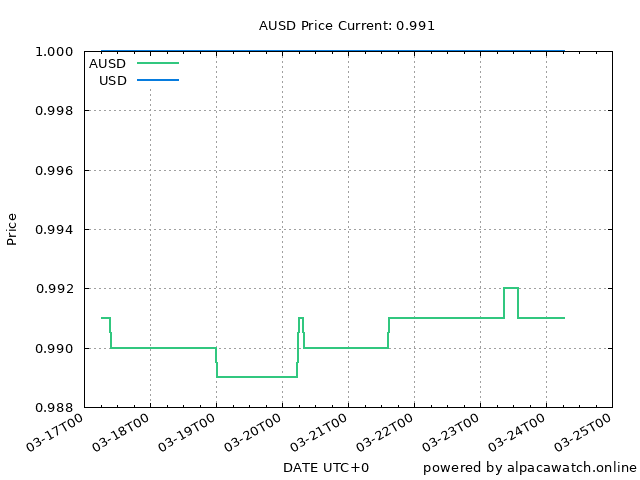 AUSD Price Current: 0.991
1.000
0.998
0.996
0.994
0.992
0.990
0.988
Price
AUSD
USD
03-17T00
03-18T00
03-19T00
03-20T00
03-21T00
03-22T00
03-23T00
03-24T00
03-25T00
DATE UTC+0
powered by alpacawatch.online